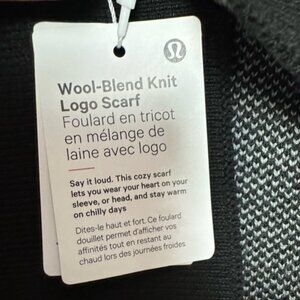 Wool-Blend Knit
Logo Scarf
Foulard en tricot
en mélange de
laine avec logo
Say it loud. This cozy scarf
lets you wear your heart on your
sleeve, or head, and stay warm
on chilly days
Dites-le haut et fort. Ce foulard
douillet permet d'afficher vos
affinités tout en restant au
chaud lors des journées froides